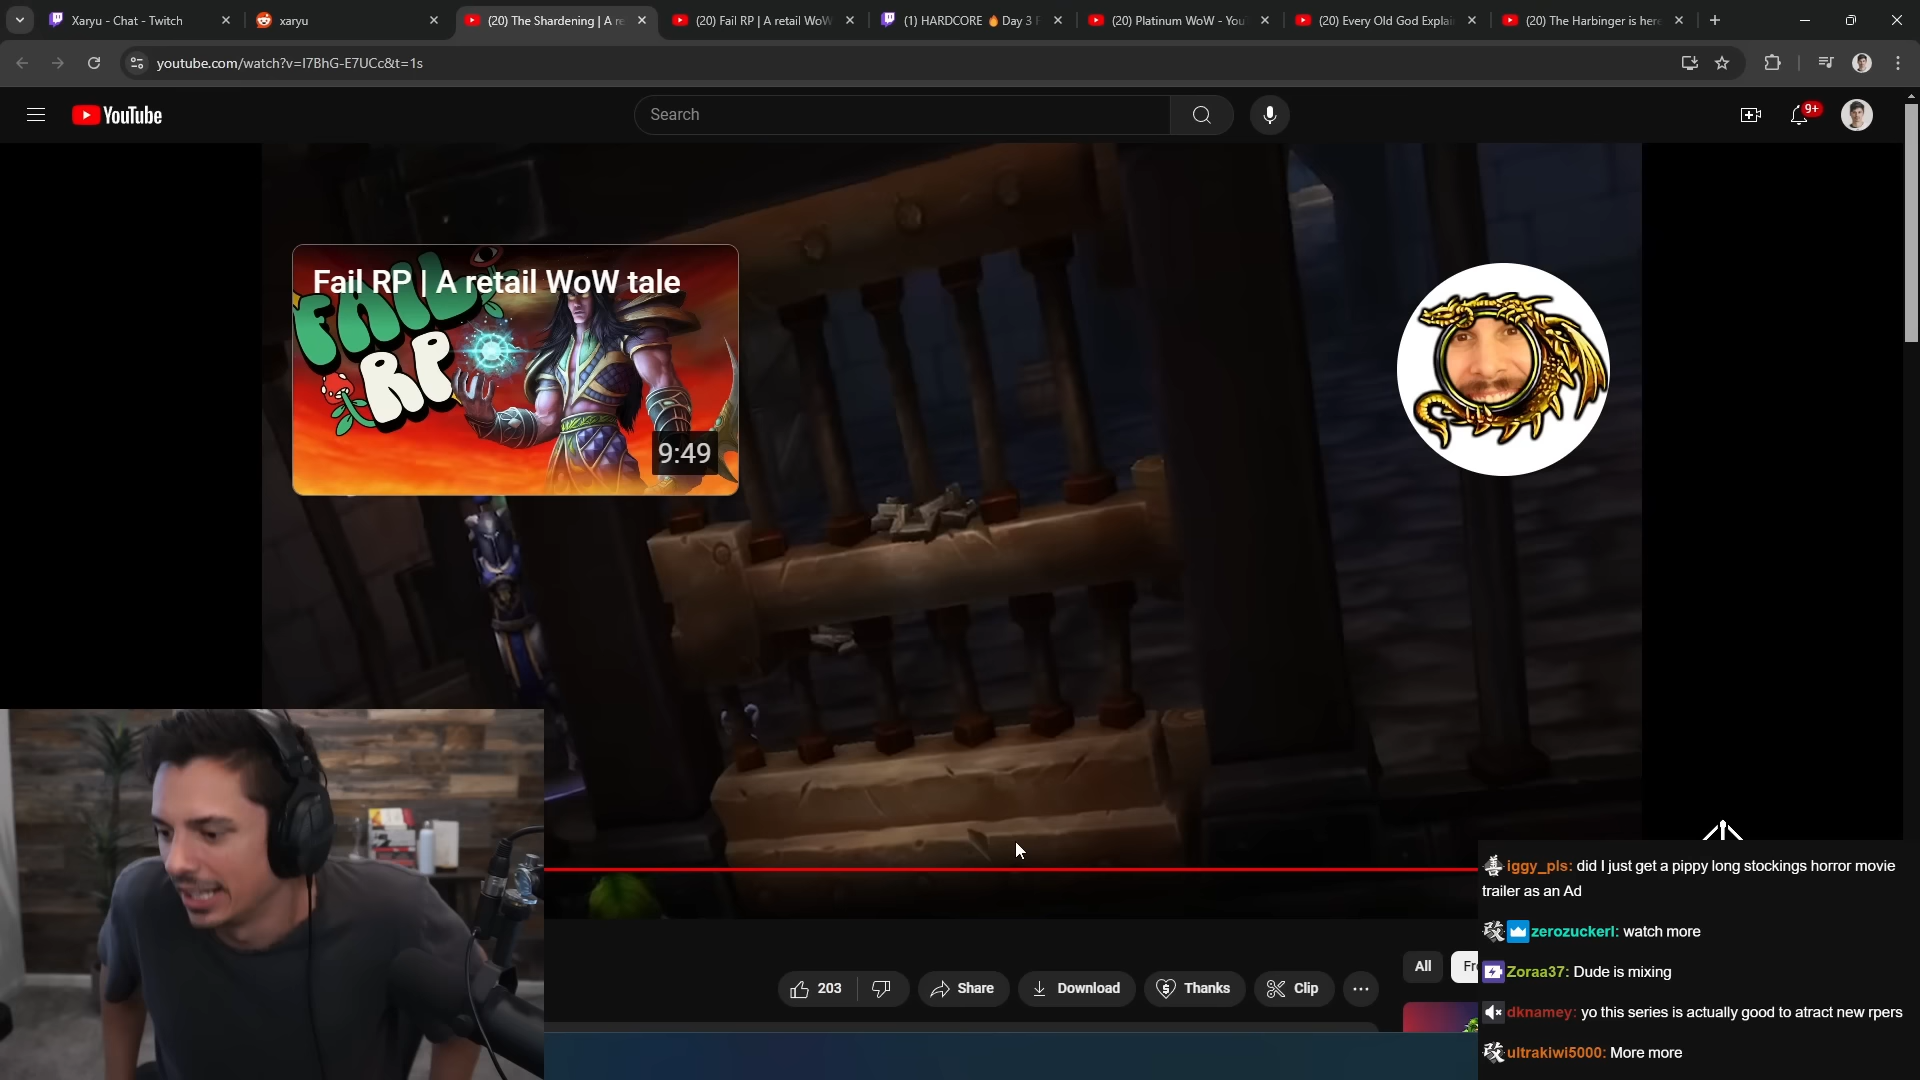 Xaryu - Chat - Twitch
xaryu
(20) The Shardening | A re
(20) Fail RP | A retail WoW
(1) HARDCORE 🔥Day 3 F
(20) Platinum WoW - YouT
(20) Every Old God Explai
(20) The Harbinger is here
youtube.com/watch?v=I7BhG-E7UCc&t=1s
YouTube
Search
9+
Fail RP | A retail WoW tale
FAIL
RP
9:49
203
Share
Download
Thanks
Clip
All
Fr
iggy_pls: did I just get a pippy long stockings horror movie
trailer as an Ad
zerozuckerl: watch more
Zoraa37: Dude is mixing
dknamey: yo this series is actually good to atract new rpers
ultrakiwi5000: More more